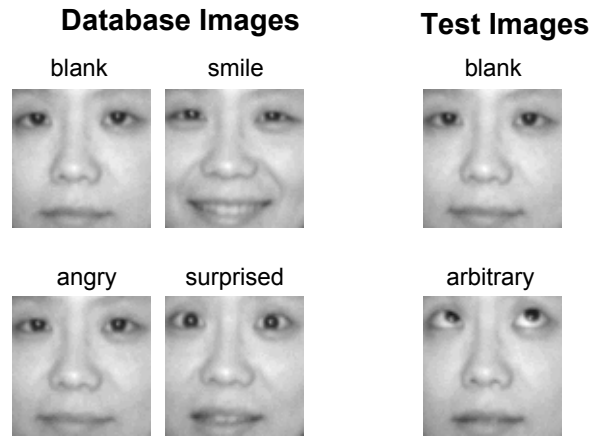 Database Images
Test Images
blank
smile
blank
angry
surprised
arbitrary